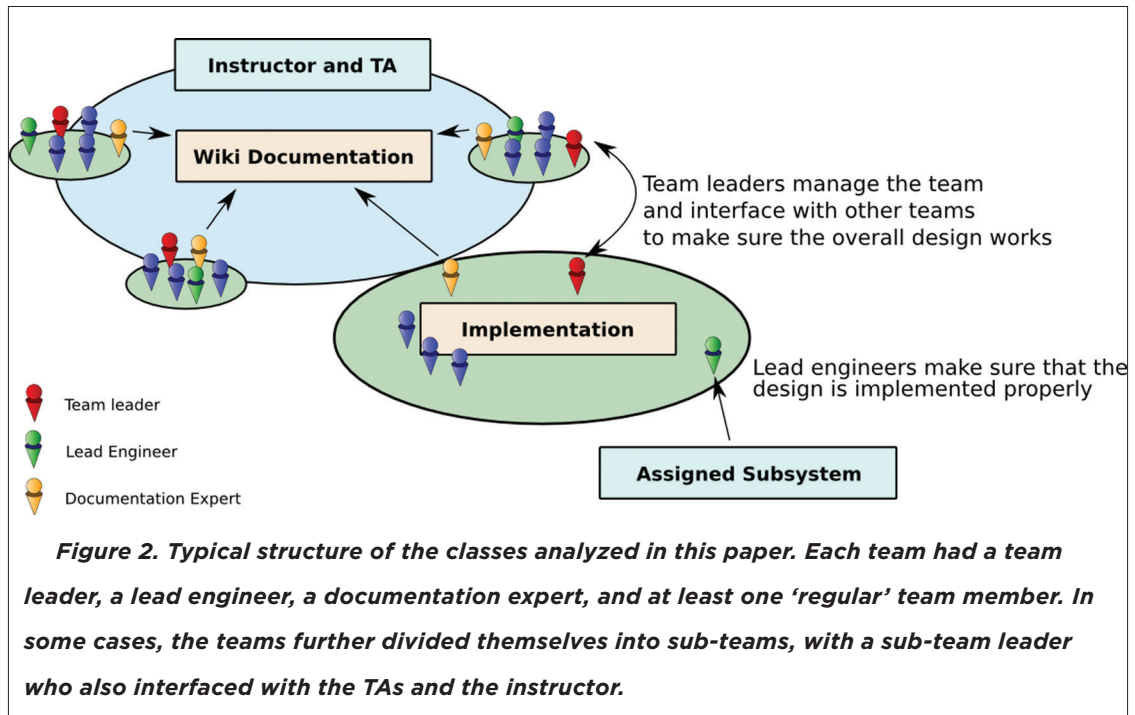 Instructor and TA
Wiki Documentation
Team leaders manage the team
and interface with other teams
to make sure the overall design works
Implementation
Lead engineers make sure that the
design is implemented properly
Team leader
Lead Engineer
Assigned Subsystem
Documentation Expert
Figure 2. Typical structure of the classes analyzed in this paper. Each team had a team
leader, a lead engineer, a documentation expert, and at least one ‘regular’ team member. In
some cases, the teams further divided themselves into sub-teams, with a sub-team leader
who also interfaced with the TAs and the instructor.